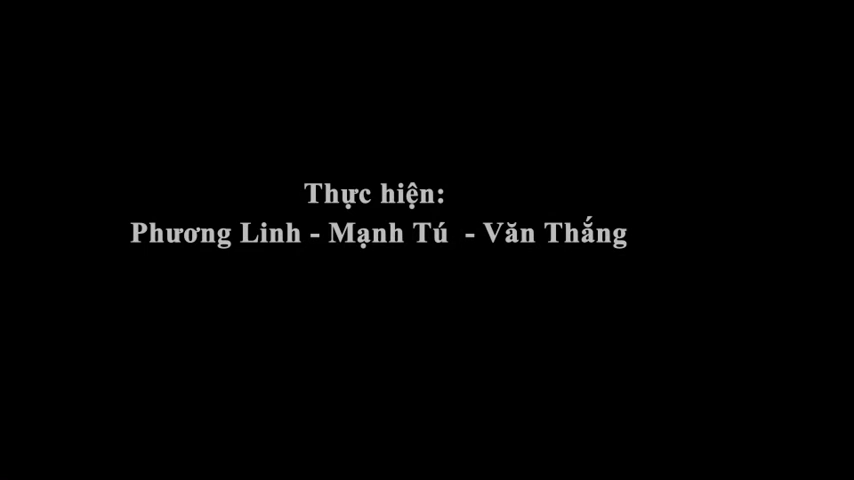 Thực hiện:
Phương Linh - Mạnh Tú - Văn Thắng